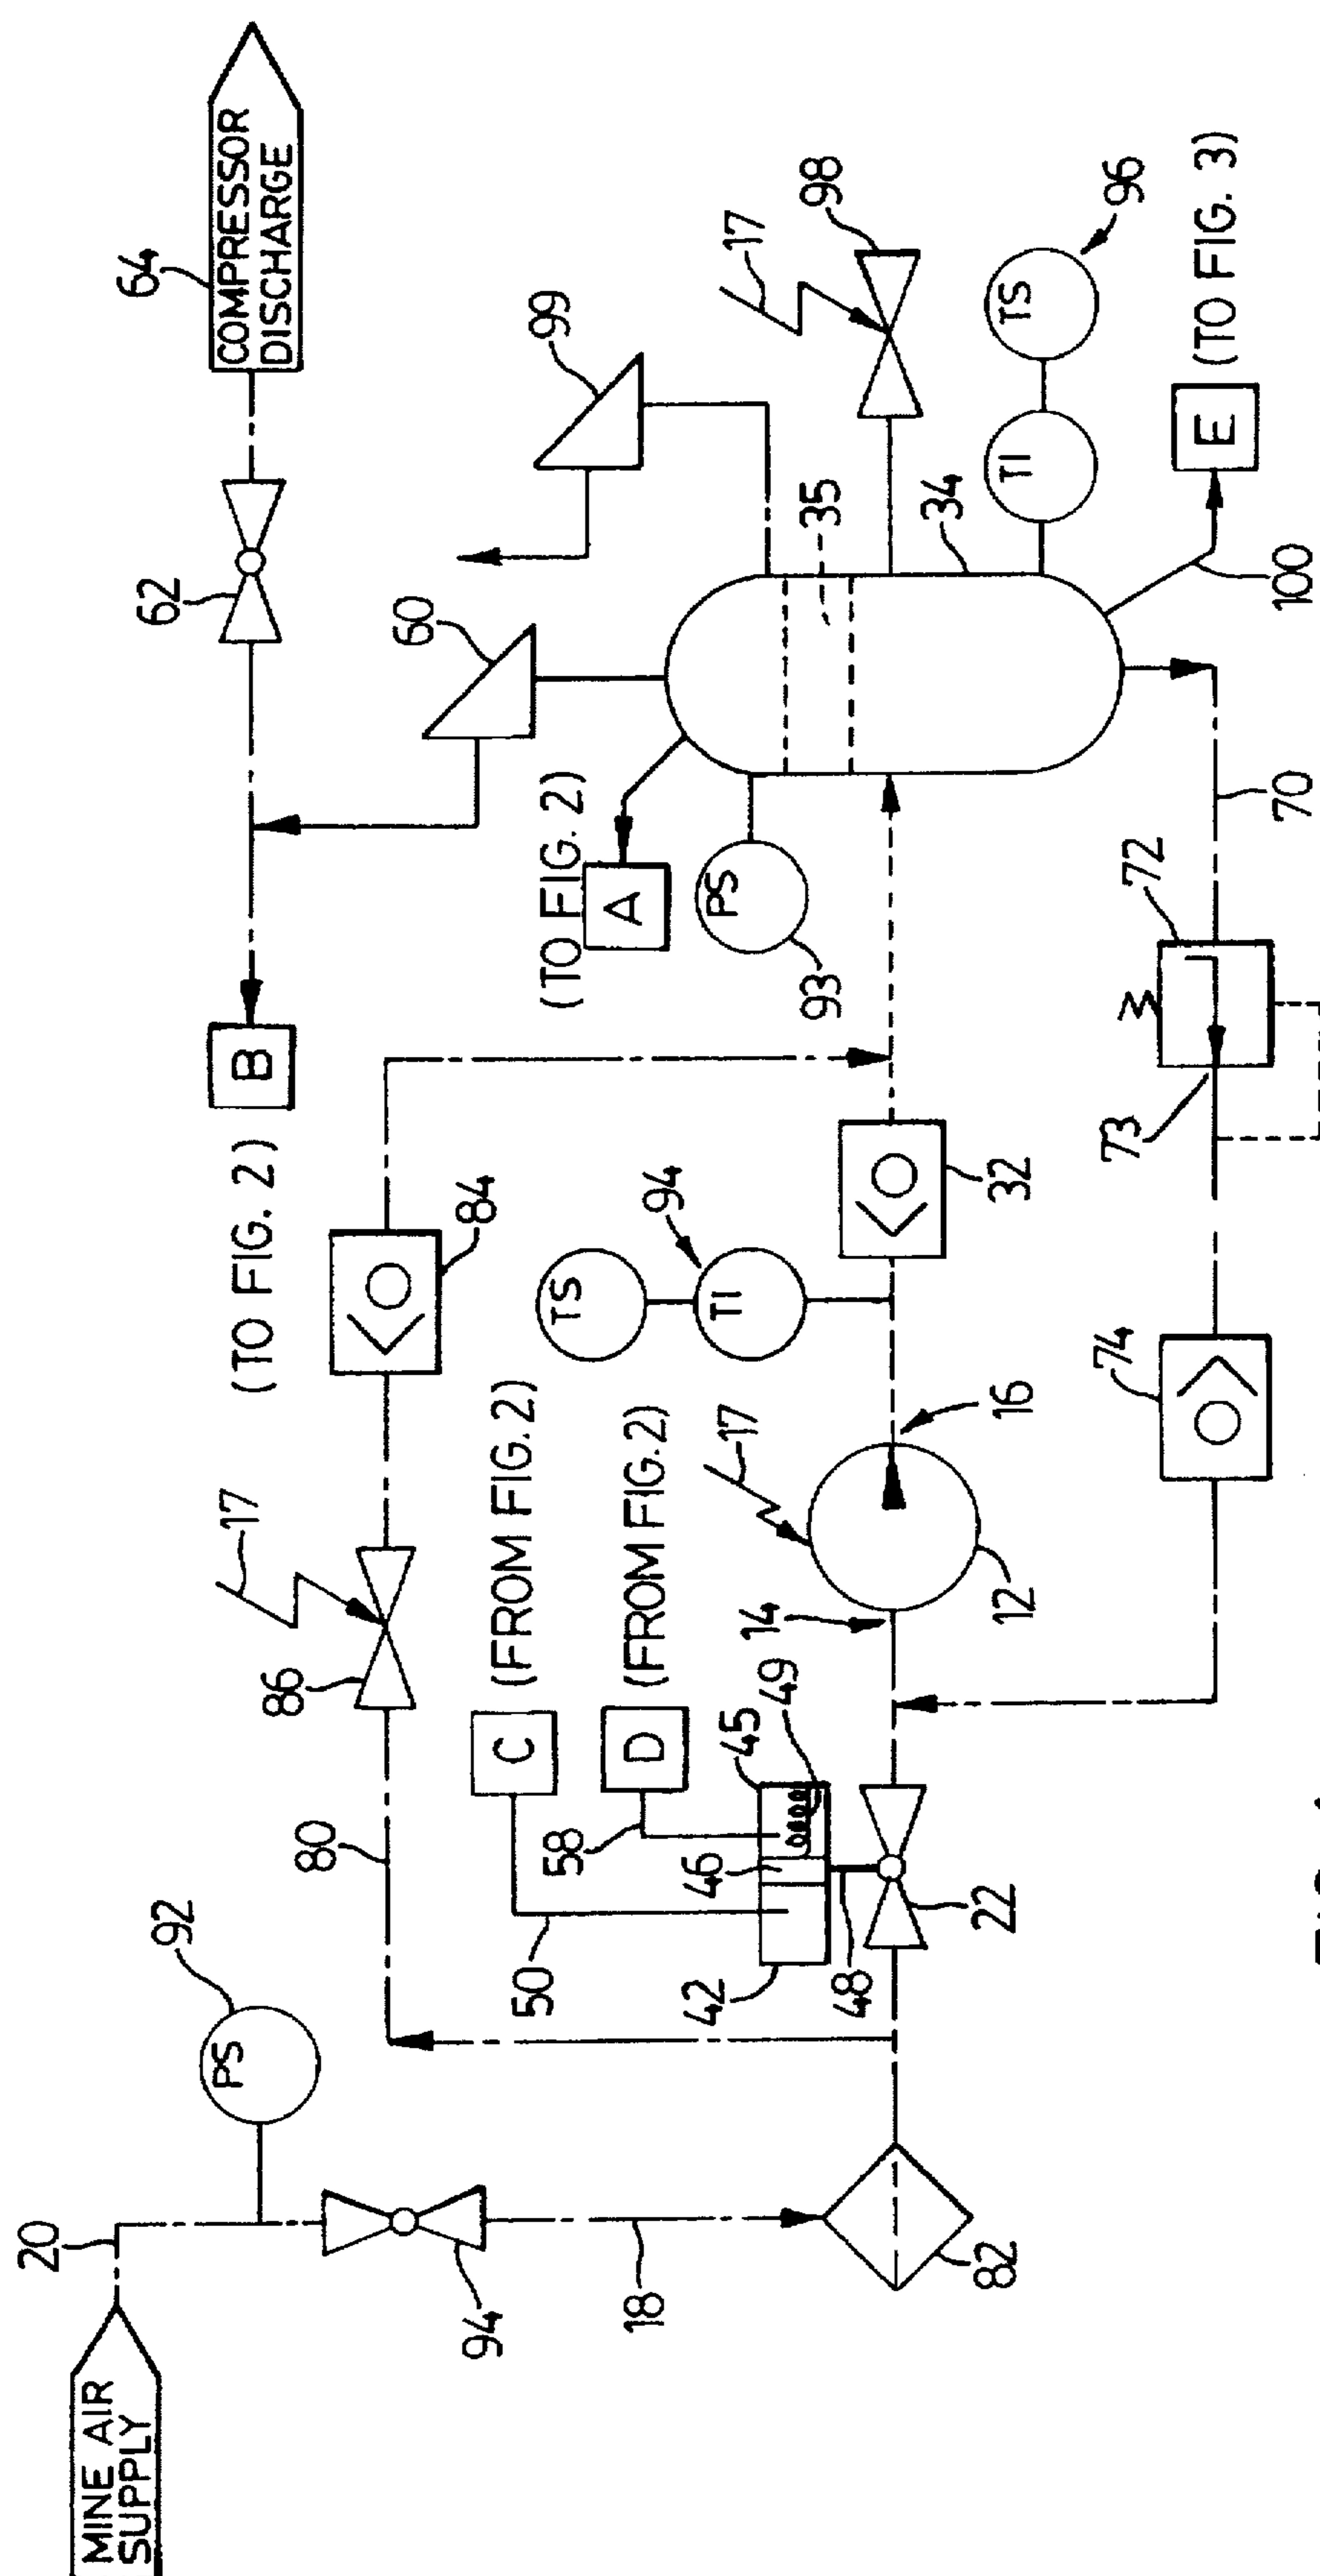 64
COMPRESSOR
DISCHARGE
62
99
60
17
98
96
TS
TI
(TO FIG. 3)
E
35
34
100
B
(TO FIG. 2)
(TO FIG. 2)
A
PS
93
70
72
73
84
94
TS
TI
32
74
16
17
86
17
(FROM FIG. 2)
C
(FROM FIG. 2)
D
14
12
49
45
46
58
80
50
42
48
22
92
PS
20
94
18
82
MINE AIR
SUPPLY